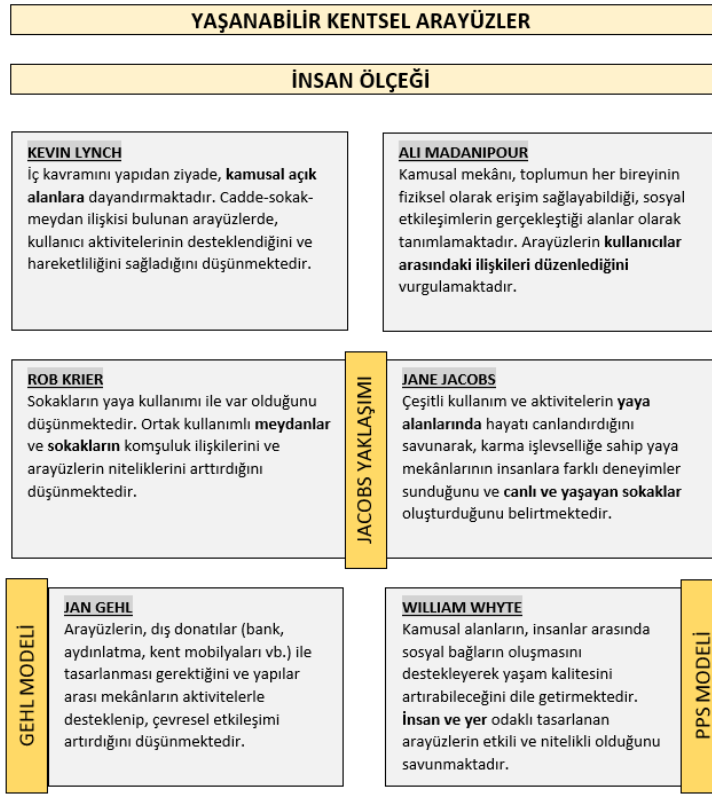 YAŞANABİLİR KENTSEL ARAYÜZLER
İNSAN ÖLÇEĞİ
KEVIN LYNCH
İç kavramını yapıdan ziyade, kamusal açık
alanlara dayandırmaktadır. Cadde-sokak-
meydan ilişkisi bulunan arayüzlerde,
kullanıcı aktivitelerinin desteklendiğini ve
hareketliliğini sağladığını düşünmektedir.
ALI MADANIPOUR
Kamusal mekânı, toplumun her bireyinin
fiziksel olarak erişim sağlayabildiği, sosyal
etkileşimlerin gerçekleştiği alanlar olarak
tanımlamaktadır. Arayüzlerin kullanıcılar
arasındaki ilişkileri düzenlediğini
vurgulamaktadır.
ROB KRIER
Sokakların yaya kullanımı ile var olduğunu
düşünmektedir. Ortak kullanımlı meydanlar
ve sokakların komşuluk ilişkilerini ve
arayüzlerin niteliklerini arttırdığını
düşünmektedir.
JACOBS YAKLAŞIMI
JANE JACOBS
Çeşitli kullanım ve aktivitelerin yaya
alanlarında hayatı canlandırdığını
savunarak, karma işlevselliğe sahip yaya
mekânlarının insanlara farklı deneyimler
sunduğunu ve canlı ve yaşayan sokaklar
oluşturduğunu belirtmektedir.
GEHL MODELİ
JAN GEHL
Arayüzlerin, dış donatılar (bank,
aydınlatma, kent mobilyaları vb.) ile
tasarlanması gerektiğini ve yapılar
arası mekânların aktivitelerle
desteklenip, çevresel etkileşimi
artırdığını düşünmektedir.
WILLIAM WHYTE
Kamusal alanların, insanlar arasında
sosyal bağların oluşmasını
destekleyerek yaşam kalitesini
artırabileceğini dile getirmektedir.
İnsan ve yer odaklı tasarlanan
arayüzlerin etkili ve nitelikli olduğunu
savunmaktadır.
PPS MODELİ